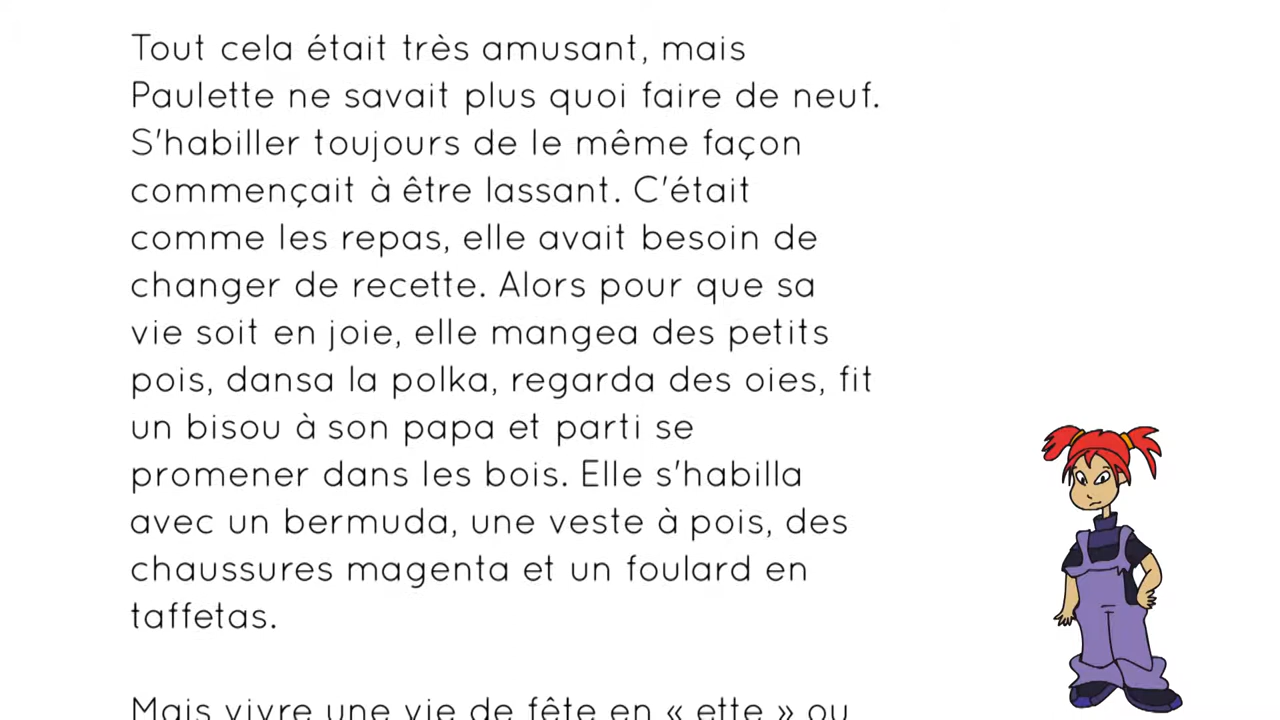 Tout cela était très amusant, mais
Paulette ne savait plus quoi faire de neuf.
S'habiller toujours de le même façon
commençait à être lassant. C'était
comme les repas, elle avait besoin de
changer de recette. Alors pour que sa
vie soit en joie, elle mangea des petits
pois, dansa la polka, regarda des oies, fit
un bisou à son papa et parti se
promener dans les bois. Elle s'habilla
avec un bermuda, une veste à pois, des
chaussures magenta et un foulard en
taffetas.
Mais vivre une vie de fête en « ette » ou